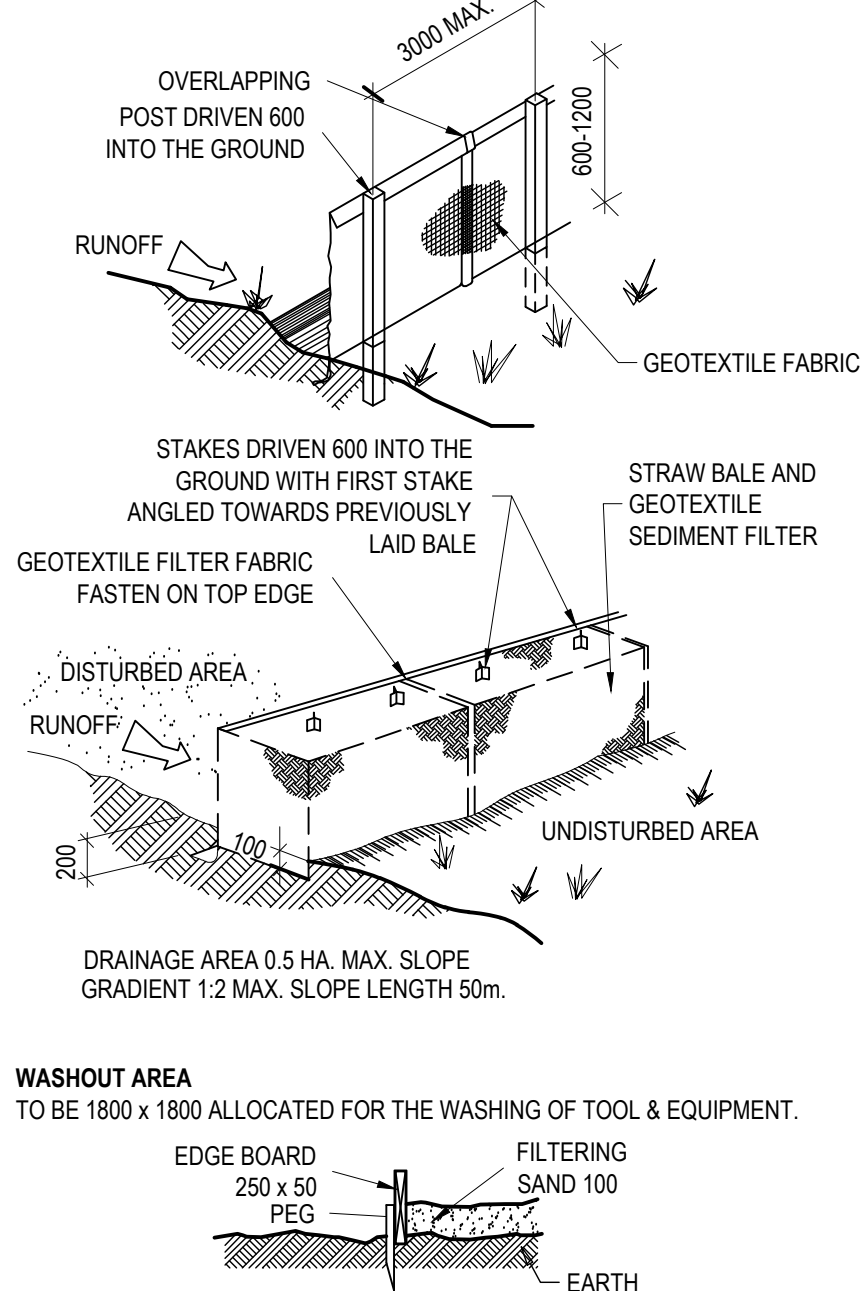 3000 MAX.
OVERLAPPING
POST DRIVEN 600
INTO THE GROUND
600-1200
RUNOFF
GEOTEXTILE FABRIC
STAKES DRIVEN 600 INTO THE
GROUND WITH FIRST STAKE
ANGLED TOWARDS PREVIOUSLY
LAID BALE
STRAW BALE AND
GEOTEXTILE
SEDIMENT FILTER
GEOTEXTILE FILTER FABRIC
FASTEN ON TOP EDGE
DISTURBED AREA
RUNOFF
200
100
UNDISTURBED AREA
DRAINAGE AREA 0.5 HA. MAX. SLOPE
GRADIENT 1:2 MAX. SLOPE LENGTH 50m.
WASHOUT AREA
TO BE 1800 x 1800 ALLOCATED FOR THE WASHING OF TOOL & EQUIPMENT.
EDGE BOARD
250 x 50
PEG
FILTERING
SAND 100
EARTH